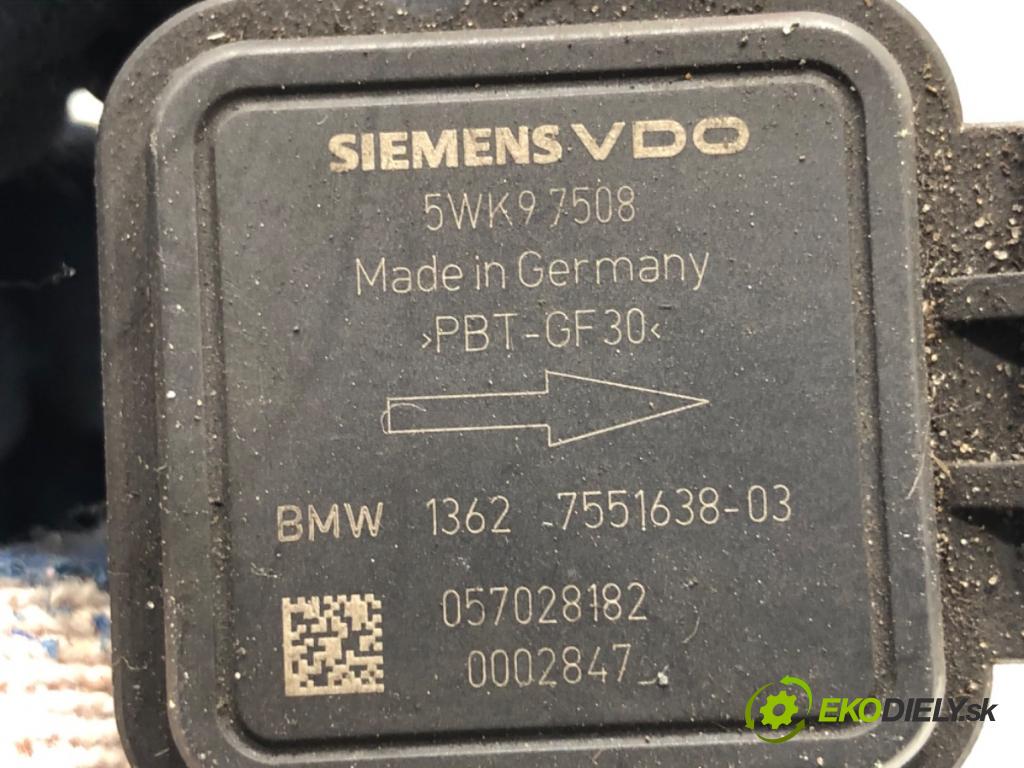 SIEMENS VDO
5WK9 7508
Made in Germany
>PBT-GF30<
BMW 1362 7551638-03
057028182
0002847
EKODIELY.sk